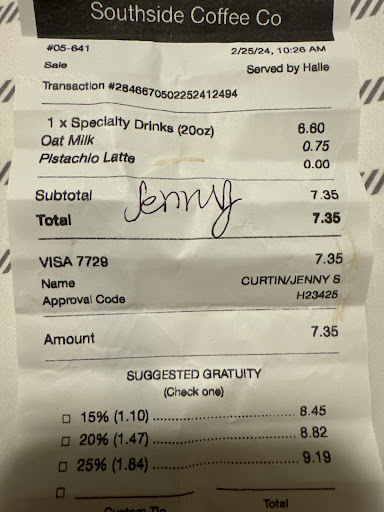 Southside Coffee Co
#05-641 2/25/24, 10:26 AM
Sale Served by Halle
Transaction #2846670502252412494
1 x Specialty Drinks (20oz) 6.60
Oat Milk 0.75
Pistachio Latte 0.00
Subtotal 7.35
Jenny
Total 7.35
VISA 7729 7.35
Name CURTIN/JENNY S
Approval Code H23425
Amount 7.35
SUGGESTED GRATUITY
(Check one)
□ 15% (1.10) ........................ 8.45
□ 20% (1.47) ........................ 8.82
□ 25% (1.84) ........................ 9.19
□
Custom Tip Total